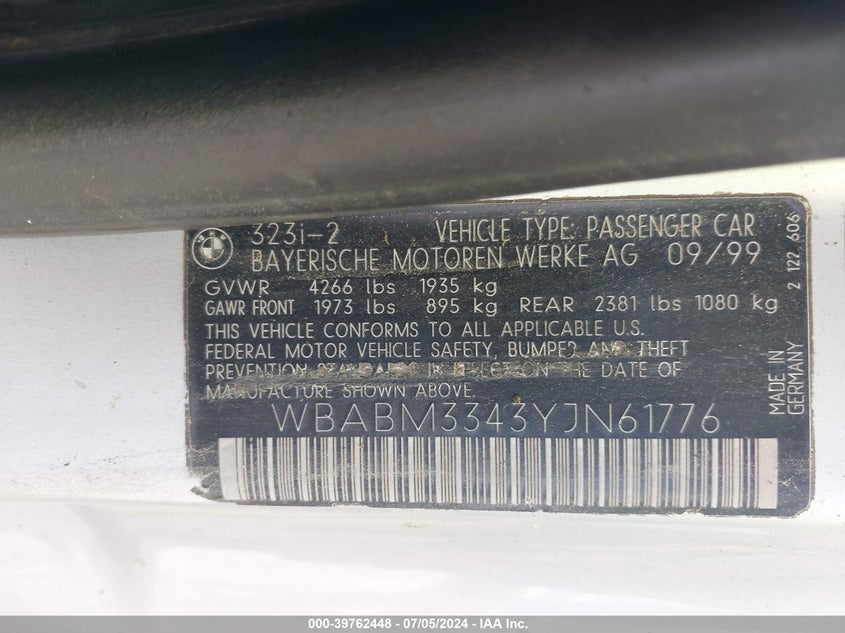 323i-2 VEHICLE TYPE: PASSENGER CAR
BAYERISCHE MOTOREN WERKE AG 09/99
GVWR 4266 lbs 1935 kg
GAWR FRONT 1973 lbs 895 kg REAR 2381 lbs 1080 kg
THIS VEHICLE CONFORMS TO ALL APPLICABLE U.S.
FEDERAL MOTOR VEHICLE SAFETY, BUMPER AND THEFT
PREVENTION STANDARDS IN EFFECT ON THE DATE OF
MANUFACTURE SHOWN ABOVE.
WBABM3343YJN61776
MADE IN
GERMANY
2 122 606
000-39762448 - 07/05/2024 - IAA Inc.